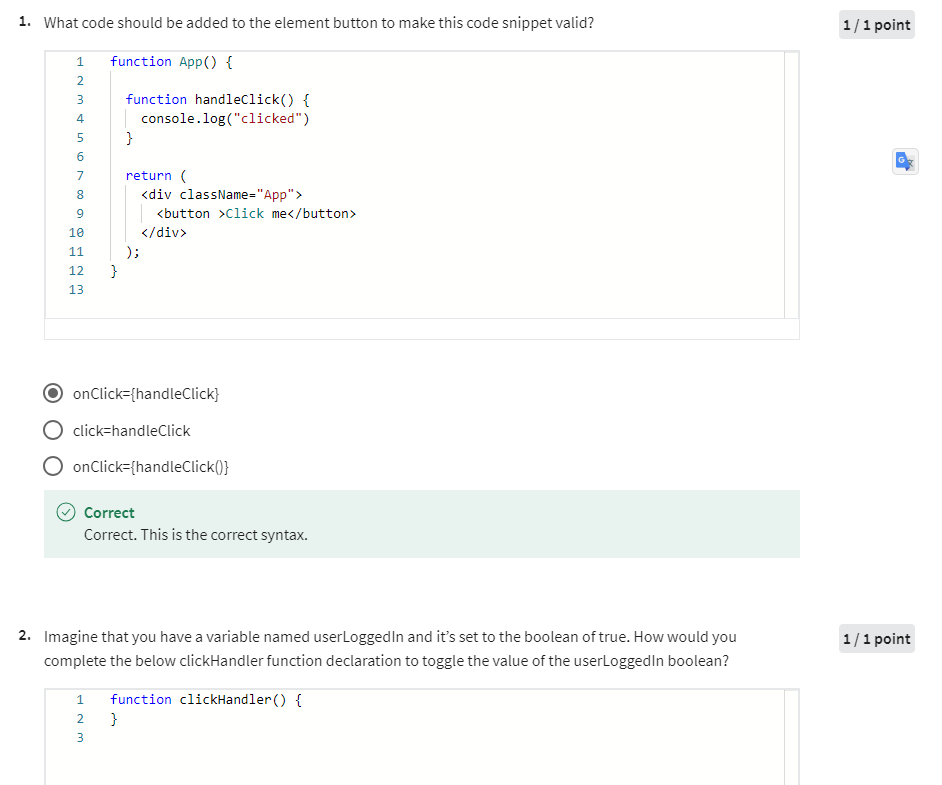 1. What code should be added to the element button to make this code snippet valid?
1 / 1 point
1 function App() {
2
3 function handleClick() {
4 console.log("clicked")
5 }
6
7 return (
8 <div className="App">
9 <button >Click me</button>
10 </div>
11 );
12 }
13
onClick={handleClick}
click=handleClick
onClick={handleClick()}
Correct
Correct. This is the correct syntax.
2. Imagine that you have a variable named userLoggedIn and it’s set to the boolean of true. How would you
complete the below clickHandler function declaration to toggle the value of the userLoggedIn boolean?
1 / 1 point
1 function clickHandler() {
2 }
3